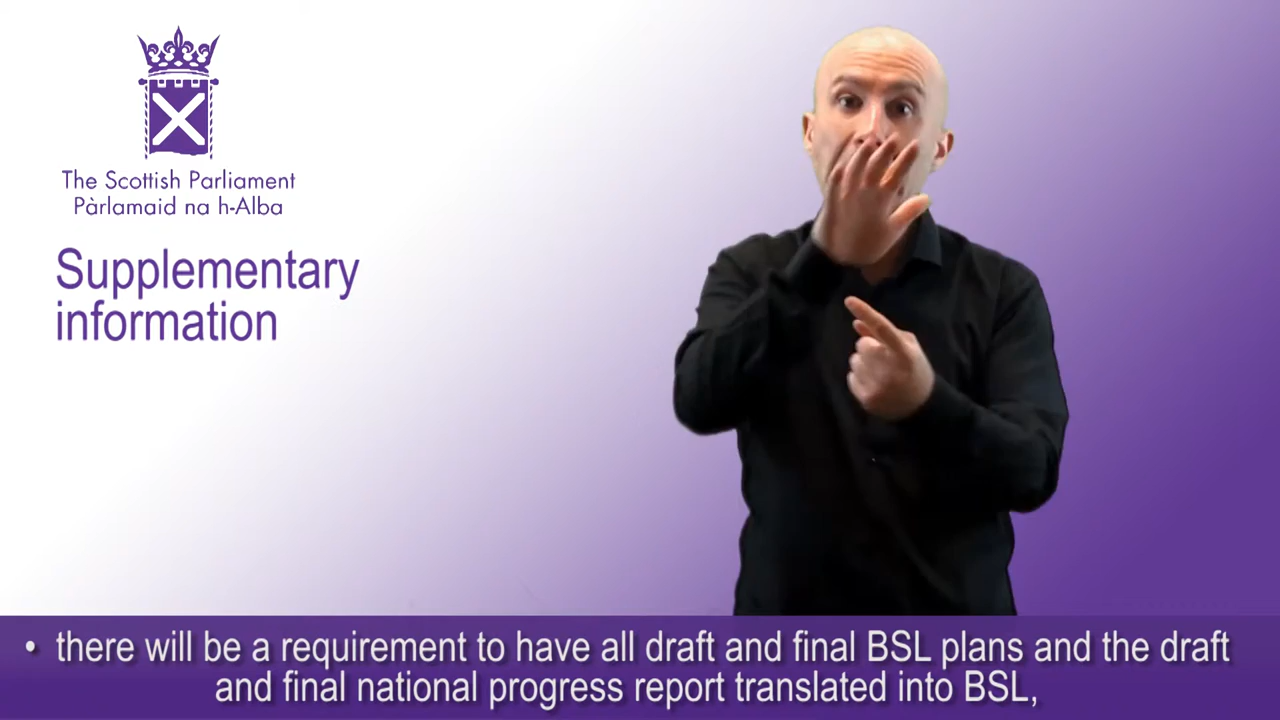 The Scottish Parliament
Pàrlamaid na h-Alba
Supplementary
information
• there will be a requirement to have all draft and final BSL plans and the draft
and final national progress report translated into BSL,